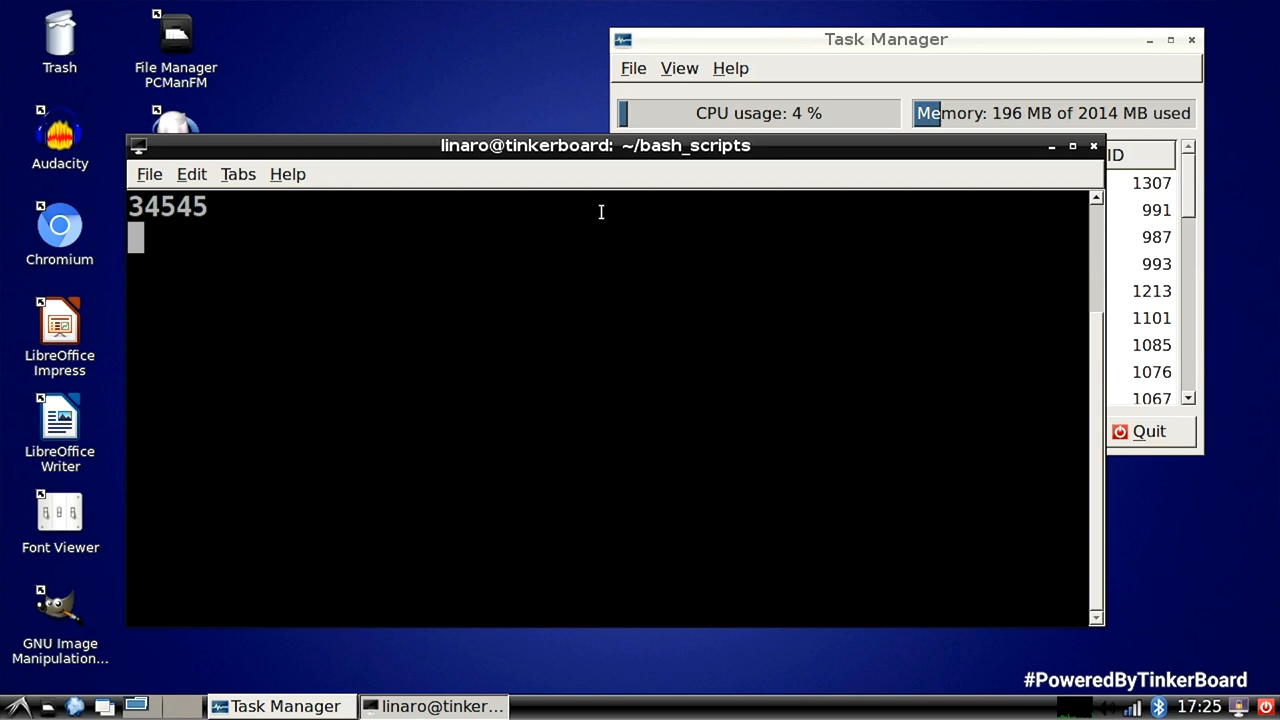 Trash
File Manager
PCManFM
Audacity
Chromium
LibreOffice
Impress
LibreOffice
Writer
Font Viewer
GNU Image
Manipulation...
Task Manager
File View Help
CPU usage: 4 %
Memory: 196 MB of 2014 MB used
ID
1307
991
987
993
1213
1101
1085
1076
1067
Quit
linaro@tinkerboard: ~/bash_scripts
File Edit Tabs Help
34545
#PoweredByTinkerBoard
Task Manager
linaro@tinker...
17:25